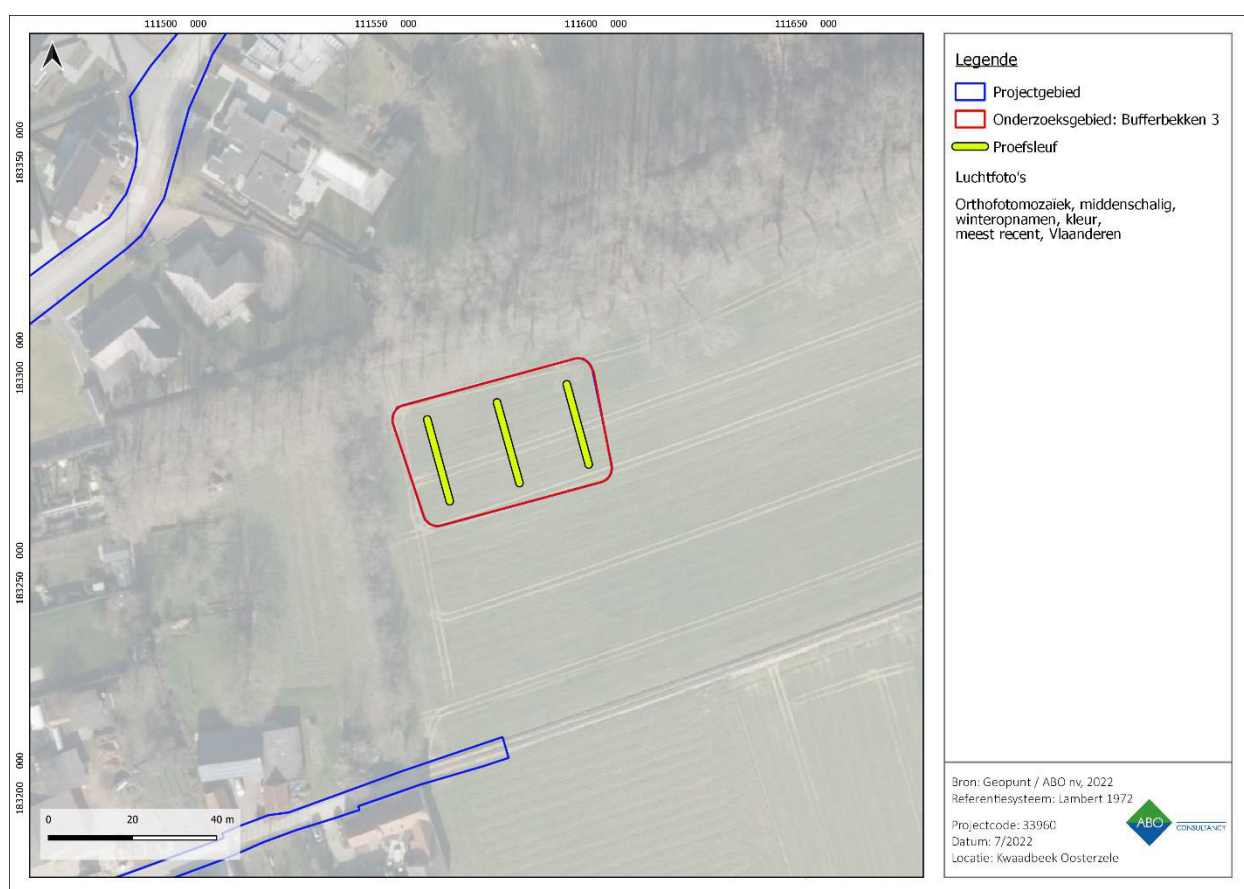 111500 000 111550 000 111600 000 111650 000
183350 000
183300 000
183250 000
183200 000
0 20 40 m
Legende
Projectgebied
Onderzoeksgebied: Bufferbekken 3
Proefsleuf
Luchtfoto's
Orthofotomozaïek, middenschalig,
winteropnamen, kleur,
meest recent, Vlaanderen
Bron: Geopunt / ABO nv, 2022
Referentiesysteem: Lambert 1972
Projectcode: 33960
Datum: 7/2022
Locatie: Kwaadbeek Oosterzele
ABO CONSULTANCY